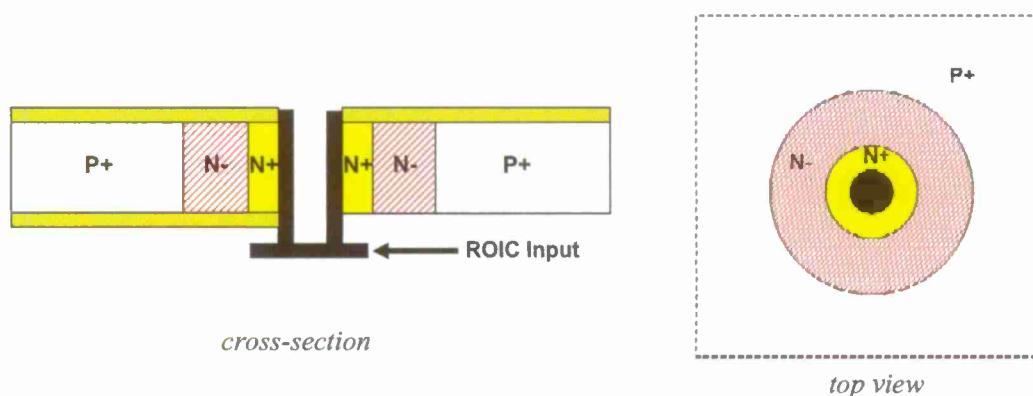 P+ N- N+ N+ N- P+
ROIC Input
cross-section
P+
N- N+
top view